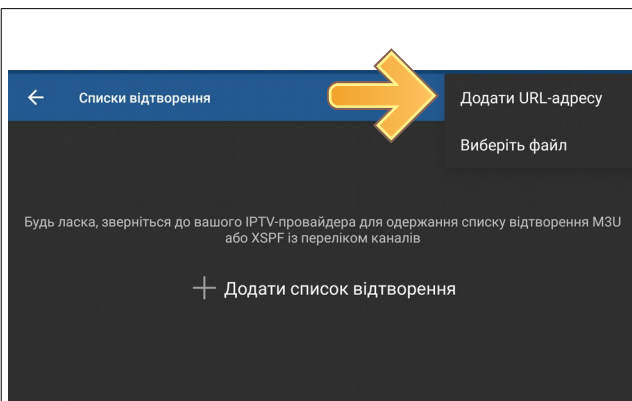 Списки відтворення
Додати URL-адресу
Виберіть файл
Будь ласка, зверніться до вашого IPTV-провайдера для одержання списку відтворення M3U
або XSPF із переліком каналів
Додати список відтворення